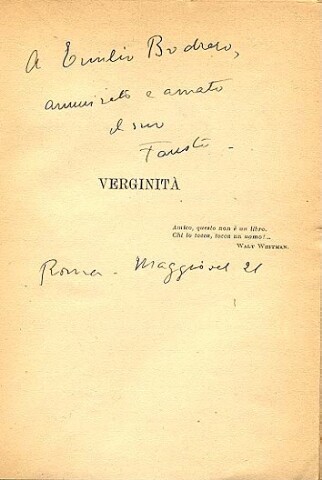 A Emilio Bodrero,
ammirato e amato
il suo
Fausto
VERGINITÀ
Amico, questo non è un libro.
Chi lo tocca, tocca un uomo!..
WALT WHITMAN.
Roma - Maggio 21